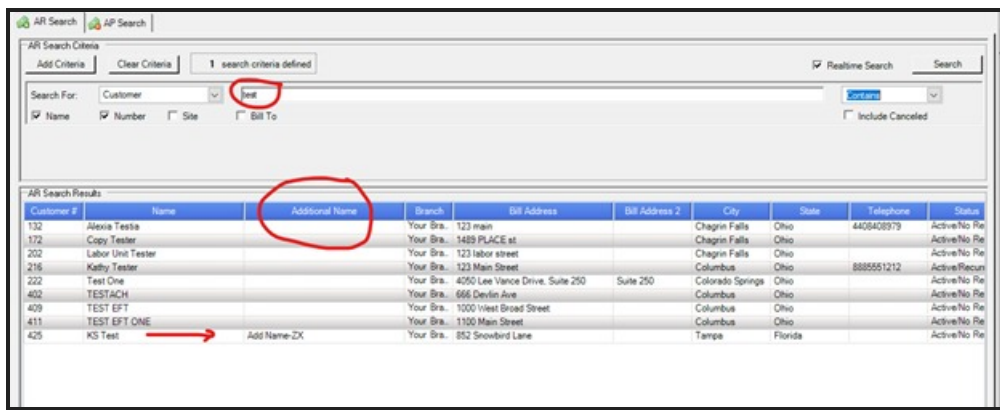 AR Search AP Search
AR Search Criteria
Add Criteria Clear Criteria 1 search criteria defined Realtime Search Search
Search For: Customer test Contains
Name Number Site Bill To Include Canceled
AR Search Results
Customer # Name Additional Name Branch Bill Address Bill Address 2 City State Telephone Status
132 Alexia Testia Your Bra.. 123 main Chagrin Falls Ohio 4408408979 Active/No Re
172 Copy Tester Your Bra.. 1489 PLACE st Chagrin Falls Ohio Active/No Re
202 Labor Unit Tester Your Bra.. 123 labor street Chagrin Falls Ohio Active/No Re
216 Kathy Tester Your Bra.. 123 Main Street Columbus Ohio 8885551212 Active/Recurr
222 Test One Your Bra.. 4050 Lee Vance Drive, Suite 250 Suite 250 Colorado Springs Ohio Active/No Re
402 TESTACH Your Bra.. 666 Devlin Ave Columbus Ohio Active/No Re
409 TEST EFT Your Bra.. 1000 West Broad Street Columbus Ohio Active/No Re
411 TEST EFT ONE Your Bra.. 1100 Main Street Columbus Ohio Active/No Re
425 KS Test Add Name-ZX Your Bra.. 852 Snowbird Lane Tampa Florida Active/No Re